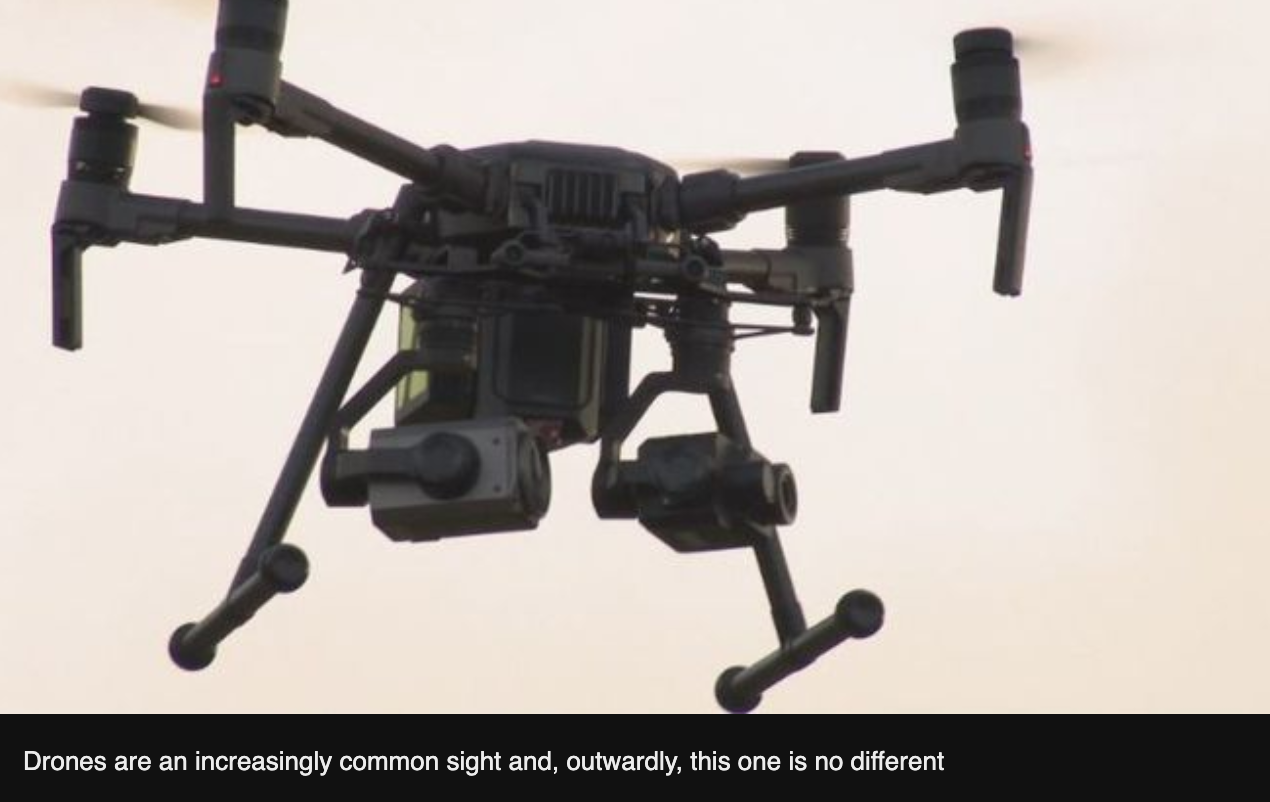 Drones are an increasingly common sight and, outwardly, this one is no different